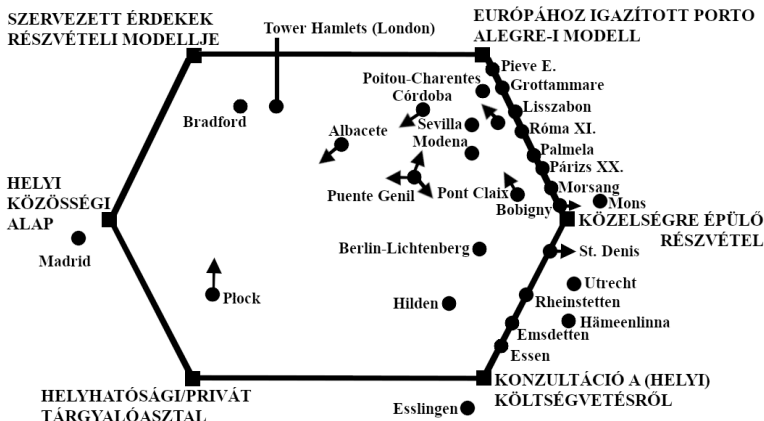 SZERVEZETT ÉRDEKEK
RÉSZVÉTELI MODELLJE
Tower Hamlets (London)
EURÓPÁHOZ IGAZÍTOTT PORTO
ALEGRE-I MODELL
Pieve E.
Poitou-Charentes
Grottammare
Córdoba
Lisszabon
Bradford
Albacete
Sevilla
Róma XI.
Modena
Palmela
Párizs XX.
HELYI
KÖZÖSSÉGI
ALAP
Puente Genil
Pont Claix
Morsang
Bobigny
Mons
KÖZELSÉGRE ÉPÜLŐ
RÉSZVÉTEL
Madrid
Berlin-Lichtenberg
St. Denis
Utrecht
Płock
Hilden
Rheinstetten
Hämeenlinna
Emsdetten
Essen
HELYHATÓSÁGI/PRIVÁT
TÁRGYALÓASZTAL
KONZULTÁCIÓ A (HELYI)
KÖLTSÉGVETÉSRŐL
Esslingen